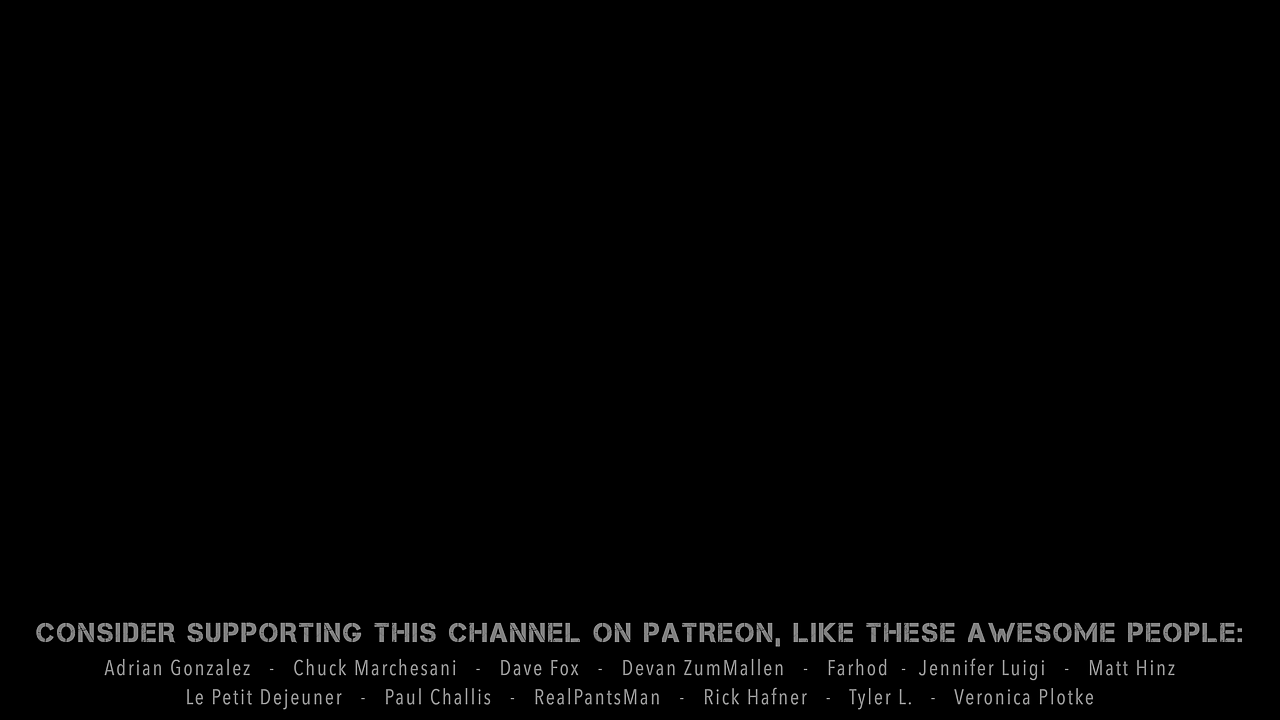 CONSIDER SUPPORTING THIS CHANNEL ON PATREON, LIKE THESE AWESOME PEOPLE:
Adrian Gonzalez - Chuck Marchesani - Dave Fox - Devan ZumMallen - Farhod - Jennifer Luigi - Matt Hinz
Le Petit Dejeuner - Paul Challis - RealPantsMan - Rick Hafner - Tyler L. - Veronica Plotke